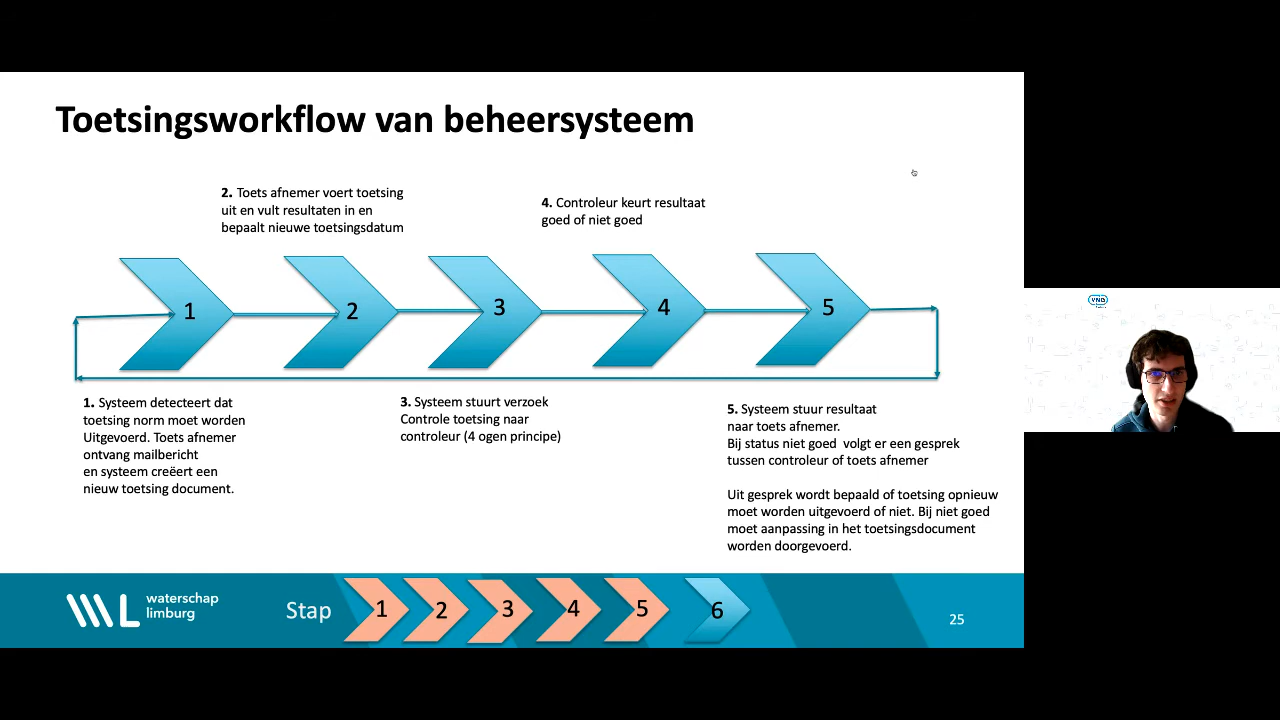 Toetsingsworkflow van beheersysteem
2. Toets afnemer voert toetsing
uit en vult resultaten in en
bepaalt nieuwe toetsingsdatum
4. Controleur keurt resultaat
goed of niet goed
1
2
3
4
5
1. Systeem detecteert dat
toetsing norm moet worden
Uitgevoerd. Toets afnemer
ontvang mailbericht
en systeem creëert een
nieuw toetsing document.
3. Systeem stuurt verzoek
Controle toetsing naar
controleur (4 ogen principe)
5. Systeem stuur resultaat
naar toets afnemer.
Bij status niet goed volgt er een gesprek
tussen controleur of toets afnemer
Uit gesprek wordt bepaald of toetsing opnieuw
moet worden uitgevoerd of niet. Bij niet goed
moet aanpassing in het toetsingsdocument
worden doorgevoerd.
waterschap
limburg
Stap
1
2
3
4
5
6
25
VNG